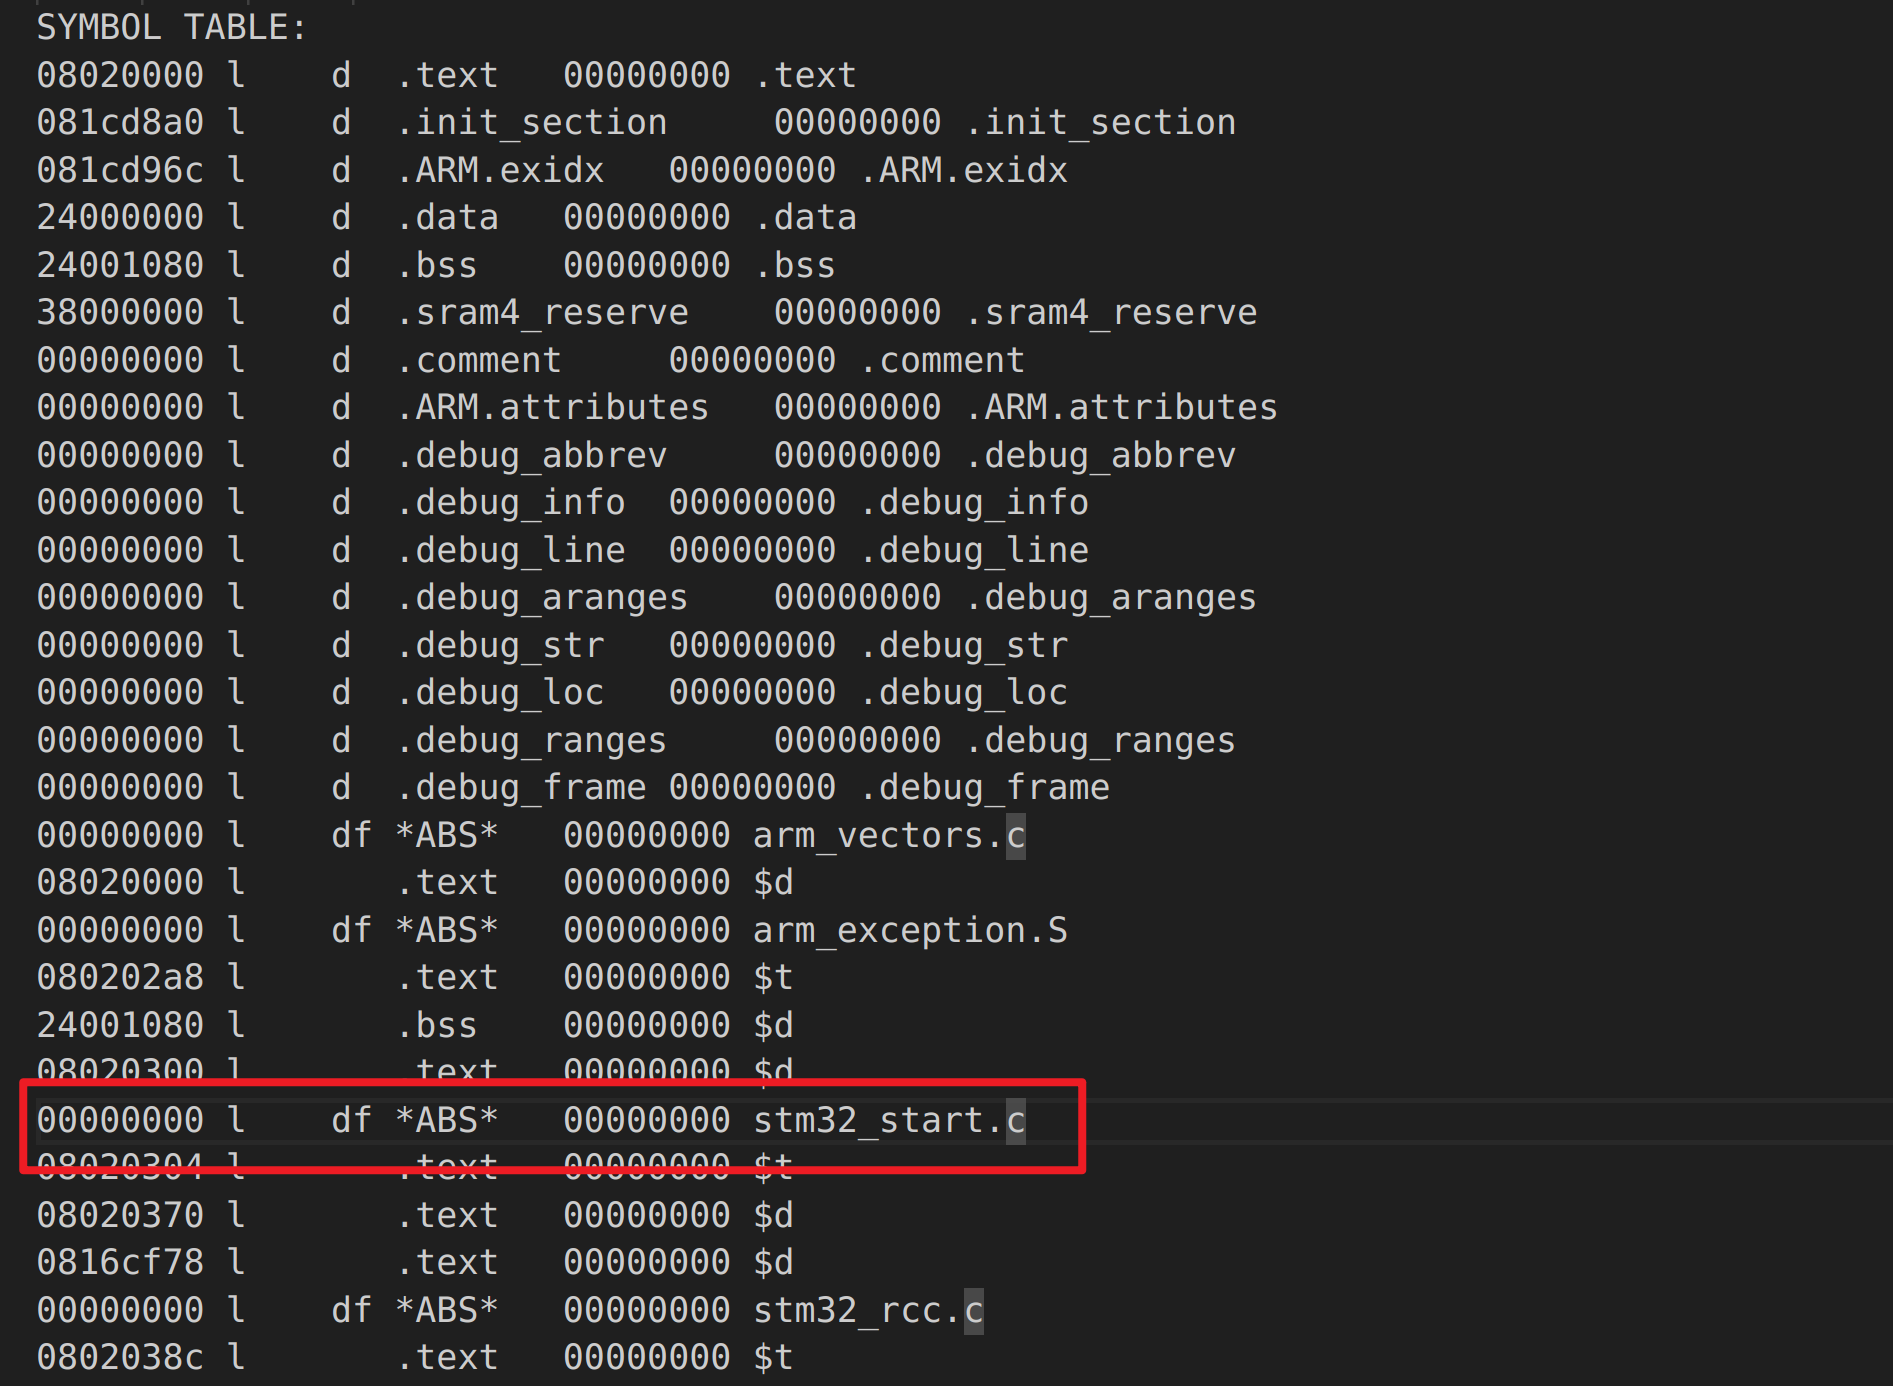 SYMBOL TABLE:
08020000 l    d  .text   00000000 .text
081cd8a0 l    d  .init_section     00000000 .init_section
081cd96c l    d  .ARM.exidx   00000000 .ARM.exidx
24000000 l    d  .data   00000000 .data
24001080 l    d  .bss    00000000 .bss
38000000 l    d  .sram4_reserve    00000000 .sram4_reserve
00000000 l    d  .comment     00000000 .comment
00000000 l    d  .ARM.attributes   00000000 .ARM.attributes
00000000 l    d  .debug_abbrev     00000000 .debug_abbrev
00000000 l    d  .debug_info  00000000 .debug_info
00000000 l    d  .debug_line  00000000 .debug_line
00000000 l    d  .debug_aranges    00000000 .debug_aranges
00000000 l    d  .debug_str   00000000 .debug_str
00000000 l    d  .debug_loc   00000000 .debug_loc
00000000 l    d  .debug_ranges     00000000 .debug_ranges
00000000 l    d  .debug_frame 00000000 .debug_frame
00000000 l    df *ABS*   00000000 arm_vectors.c
08020000 l       .text   00000000 $d
00000000 l    df *ABS*   00000000 arm_exception.S
080202a8 l       .text   00000000 $t
24001080 l       .bss    00000000 $d
08020300 l       .text   00000000 $d
00000000 l    df *ABS*   00000000 stm32_start.c
08020304 l       .text   00000000 $t
08020370 l       .text   00000000 $d
0816cf78 l       .text   00000000 $d
00000000 l    df *ABS*   00000000 stm32_rcc.c
0802038c l       .text   00000000 $t